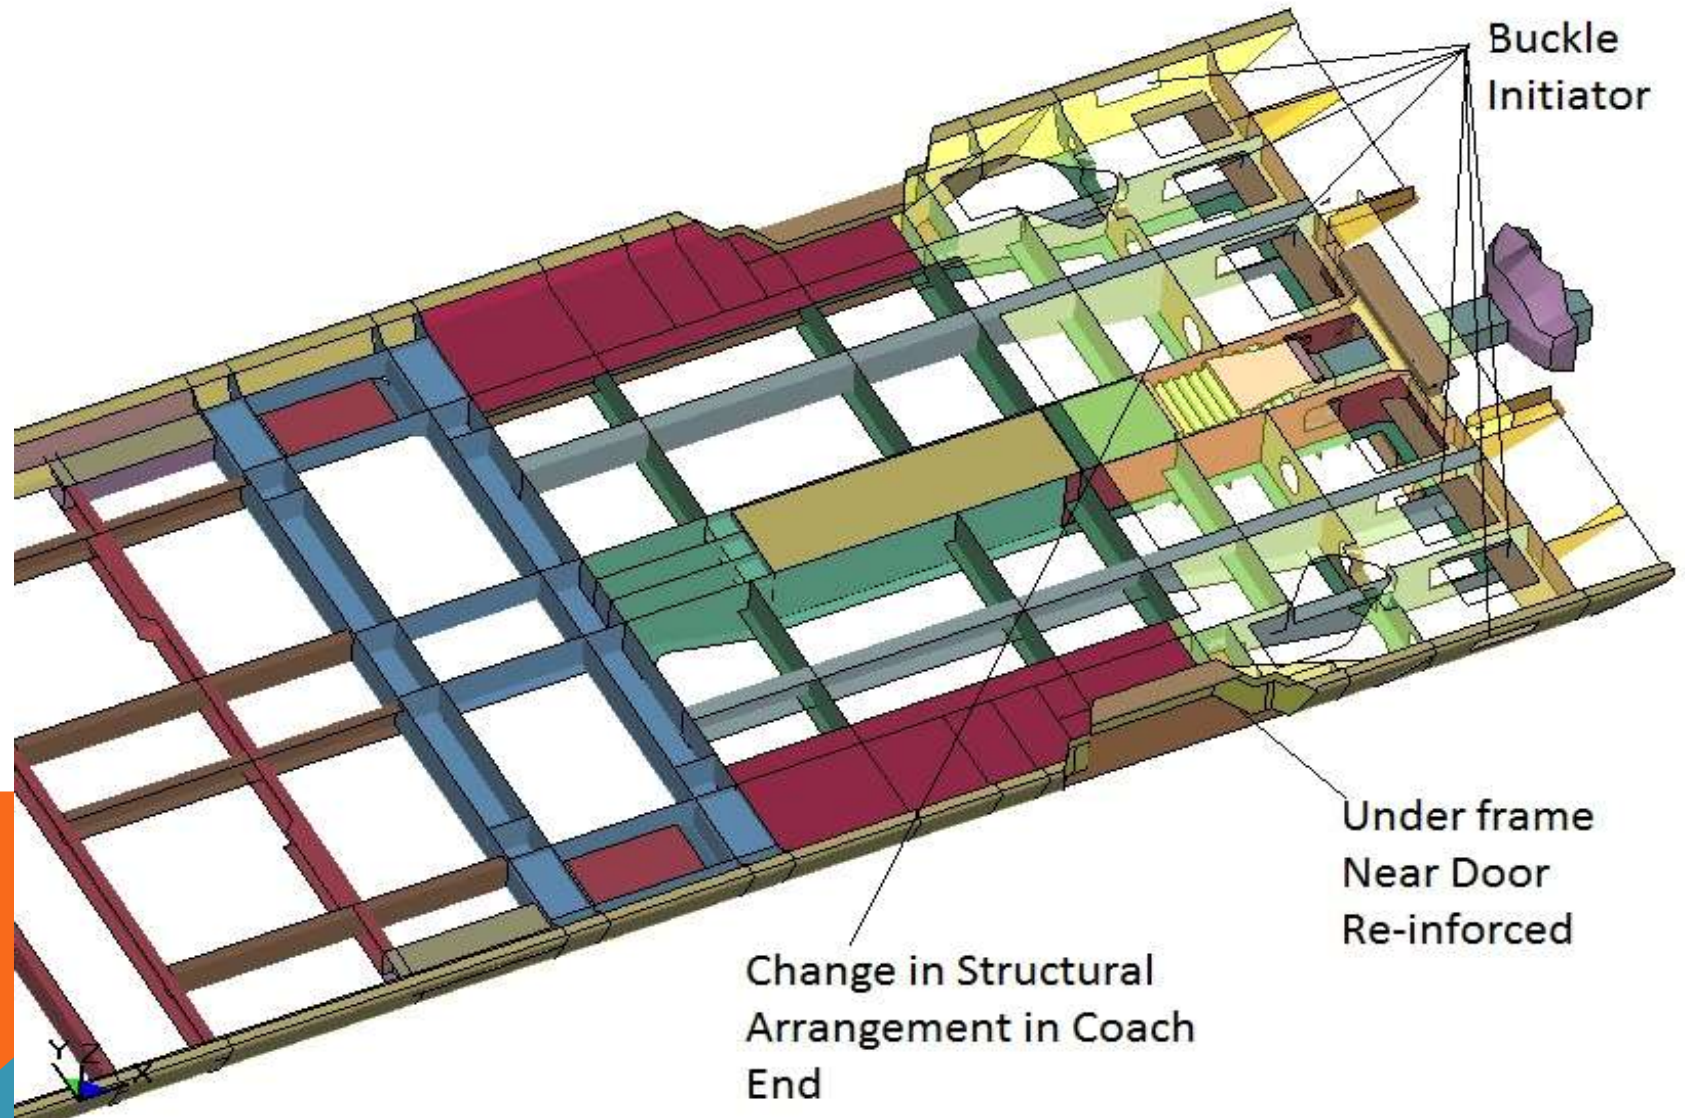 Buckle
Initiator
Under frame
Near Door
Re-inforced
Change in Structural
Arrangement in Coach
End
Y Z X